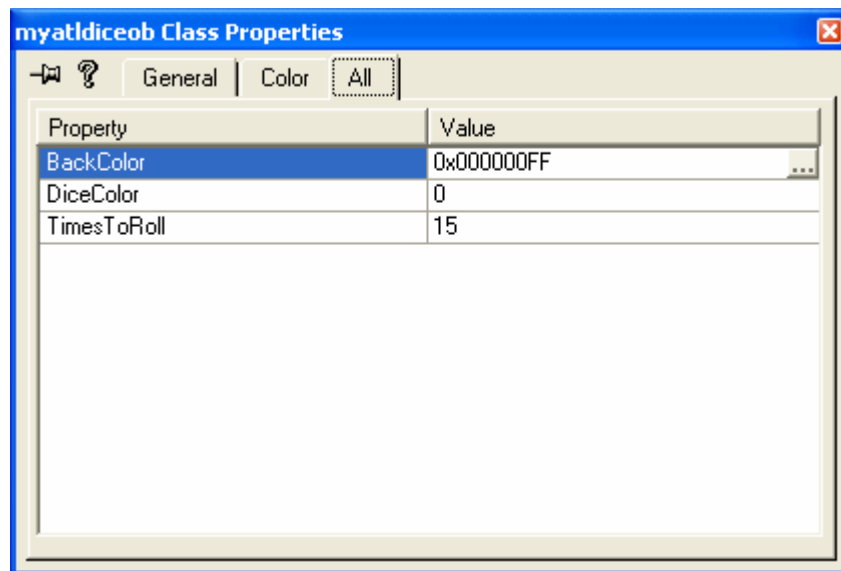 myatldiceob Class Properties
General Color All
Property Value
BackColor 0x000000FF ...
DiceColor 0
TimesToRoll 15